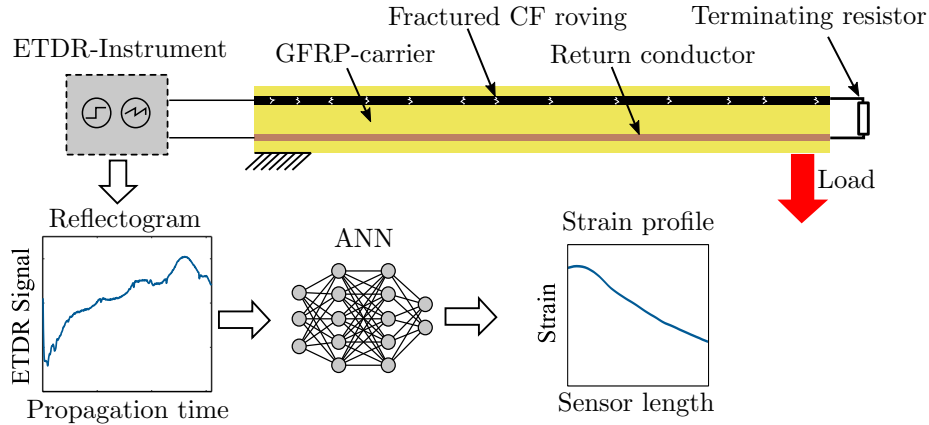 Fractured CF roving
Terminating resistor
ETDR-Instrument
GFRP-carrier
Return conductor
Load
Reflectogram
ANN
Strain profile
ETDR Signal
Strain
Propagation time
Sensor length